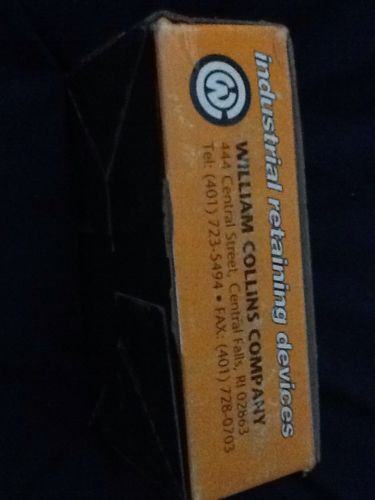 industrial retaining devices
WILLIAM COLLINS COMPANY
444 Central Street, Central Falls, RI 02863
Tel: (401) 723-5494 • FAX: (401) 728-0703